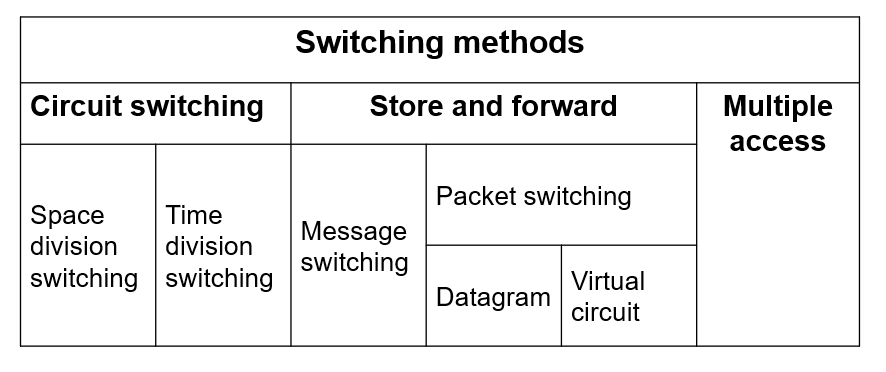 Switching methods
Circuit switching
Store and forward
Multiple
access
Space
division
switching
Time
division
switching
Message
switching
Packet switching
Datagram
Virtual
circuit